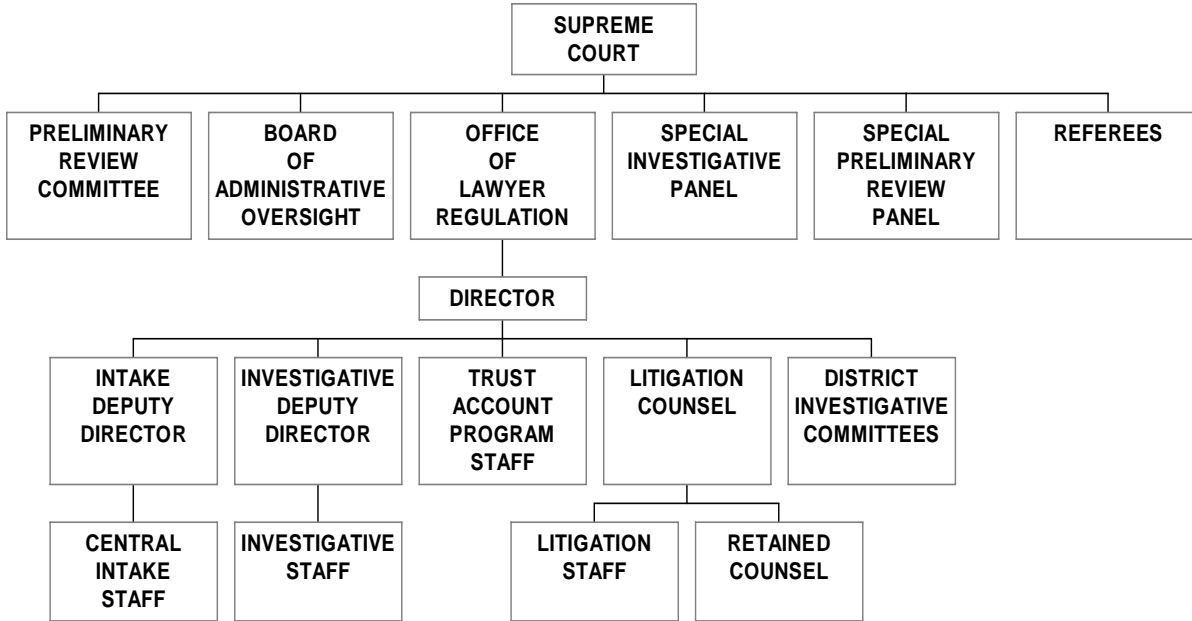 SUPREME
COURT
PRELIMINARY
REVIEW
COMMITTEE
BOARD
OF
ADMINISTRATIVE
OVERSIGHT
OFFICE
OF
LAWYER
REGULATION
SPECIAL
INVESTIGATIVE
PANEL
SPECIAL
PRELIMINARY
REVIEW
PANEL
REFEREES
DIRECTOR
INTAKE
DEPUTY
DIRECTOR
INVESTIGATIVE
DEPUTY
DIRECTOR
TRUST
ACCOUNT
PROGRAM
STAFF
LITIGATION
COUNSEL
DISTRICT
INVESTIGATIVE
COMMITTEES
CENTRAL
INTAKE
STAFF
INVESTIGATIVE
STAFF
LITIGATION
STAFF
RETAINED
COUNSEL